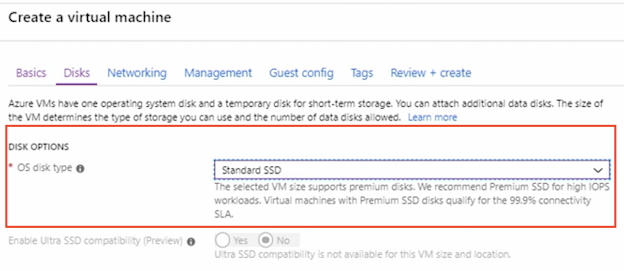 Create a virtual machine
Basics Disks Networking Management Guest config Tags Review + create
Azure VMs have one operating system disk and a temporary disk for short-term storage. You can attach additional data disks. The size of
the VM determines the type of storage you can use and the number of data disks allowed. Learn more
DISK OPTIONS
* OS disk type
Standard SSD
The selected VM size supports premium disks. We recommend Premium SSD for high IOPS
workloads. Virtual machines with Premium SSD disks qualify for the 99.9% connectivity
SLA.
Enable Ultra SSD compatibility (Preview) Yes No
Ultra SSD compatibility is not available for this VM size and location.